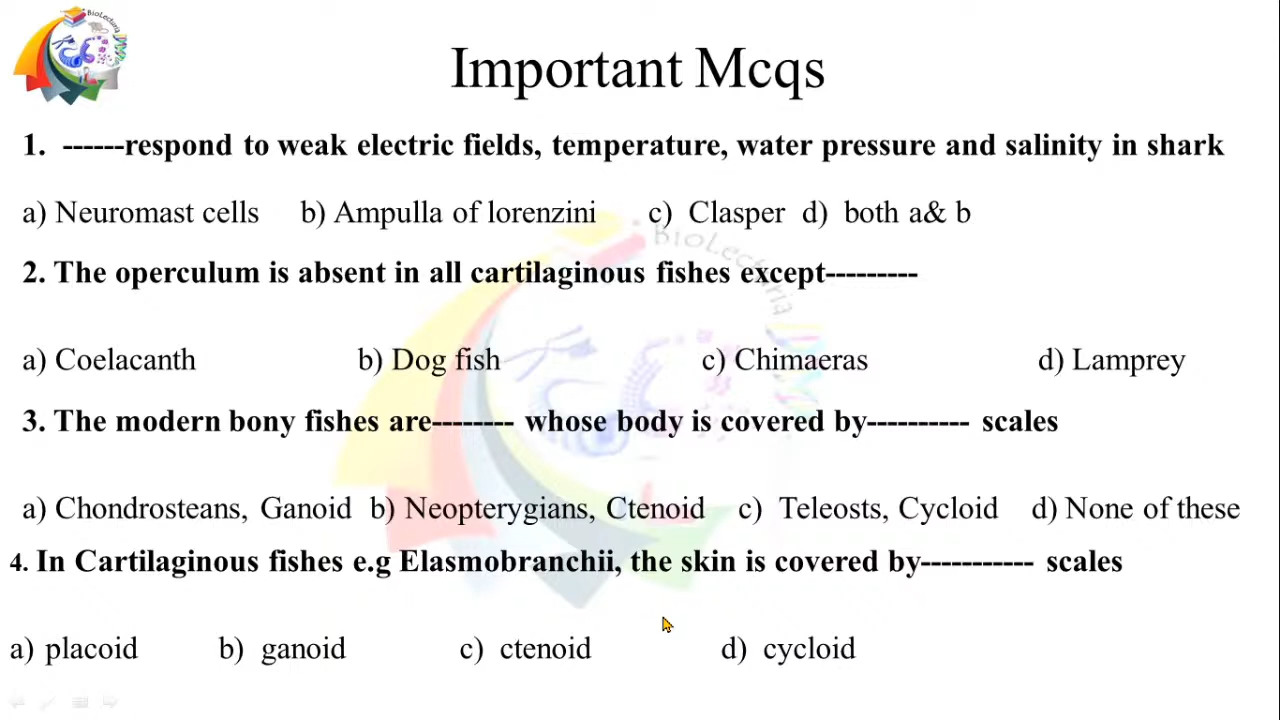 BioLecturia
Important Mcqs
1. ------respond to weak electric fields, temperature, water pressure and salinity in shark
a) Neuromast cells b) Ampulla of lorenzini c) Clasper d) both a& b
BioLecturia
2. The operculum is absent in all cartilaginous fishes except---------
a) Coelacanth b) Dog fish c) Chimaeras d) Lamprey
3. The modern bony fishes are-------- whose body is covered by---------- scales
a) Chondrosteans, Ganoid b) Neopterygians, Ctenoid c) Teleosts, Cycloid d) None of these
4. In Cartilaginous fishes e.g Elasmobranchii, the skin is covered by----------- scales
a) placoid b) ganoid c) ctenoid d) cycloid